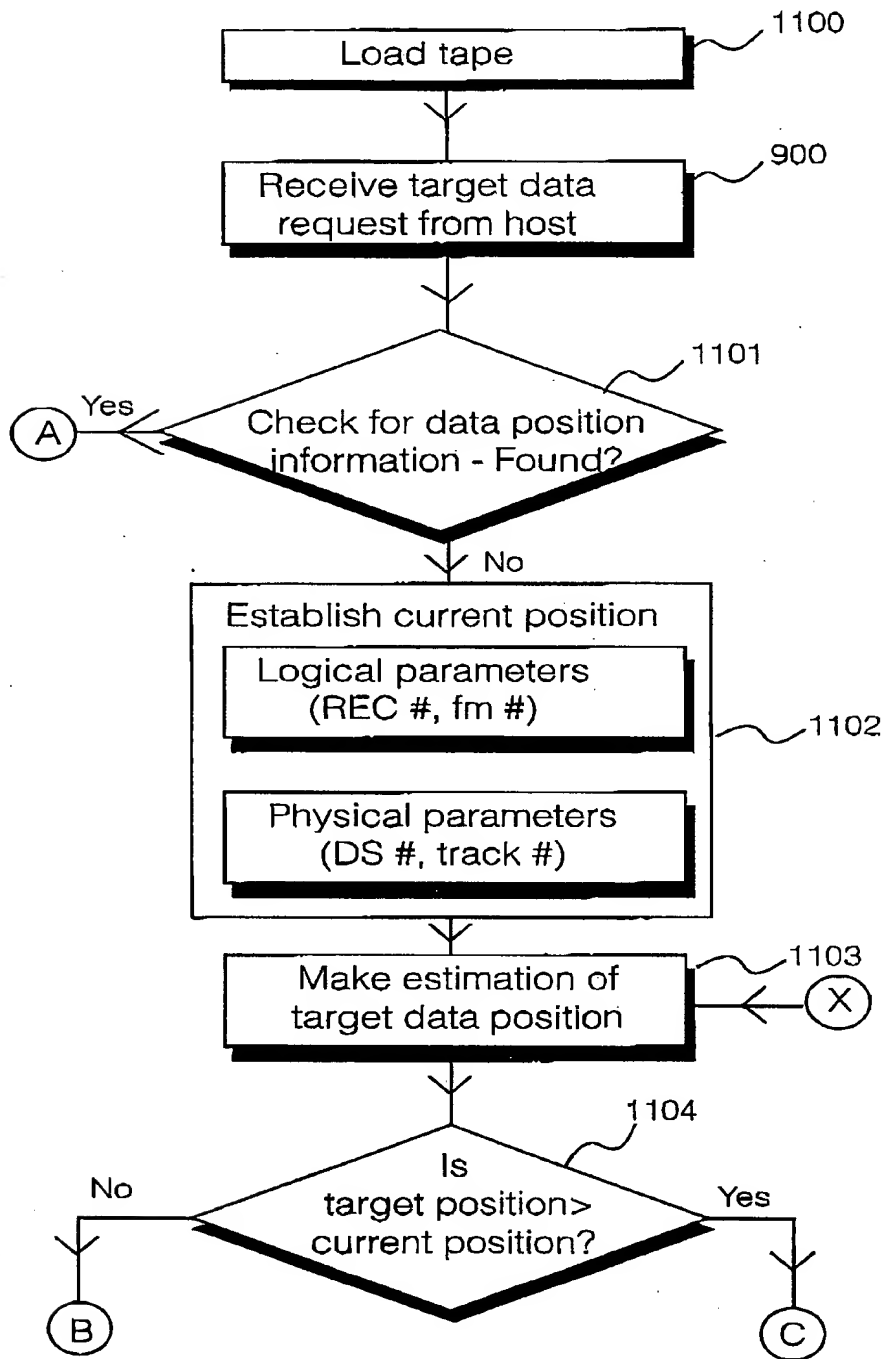 1100
Load tape
900
Receive target data
request from host
1101
Yes
A
Check for data position
information - Found?
No
Establish current position
Logical parameters
(REC #, fm #)
1102
Physical parameters
(DS #, track #)
1103
Make estimation of
target data position
X
1104
No
Is
target position>
current position?
Yes
B
C